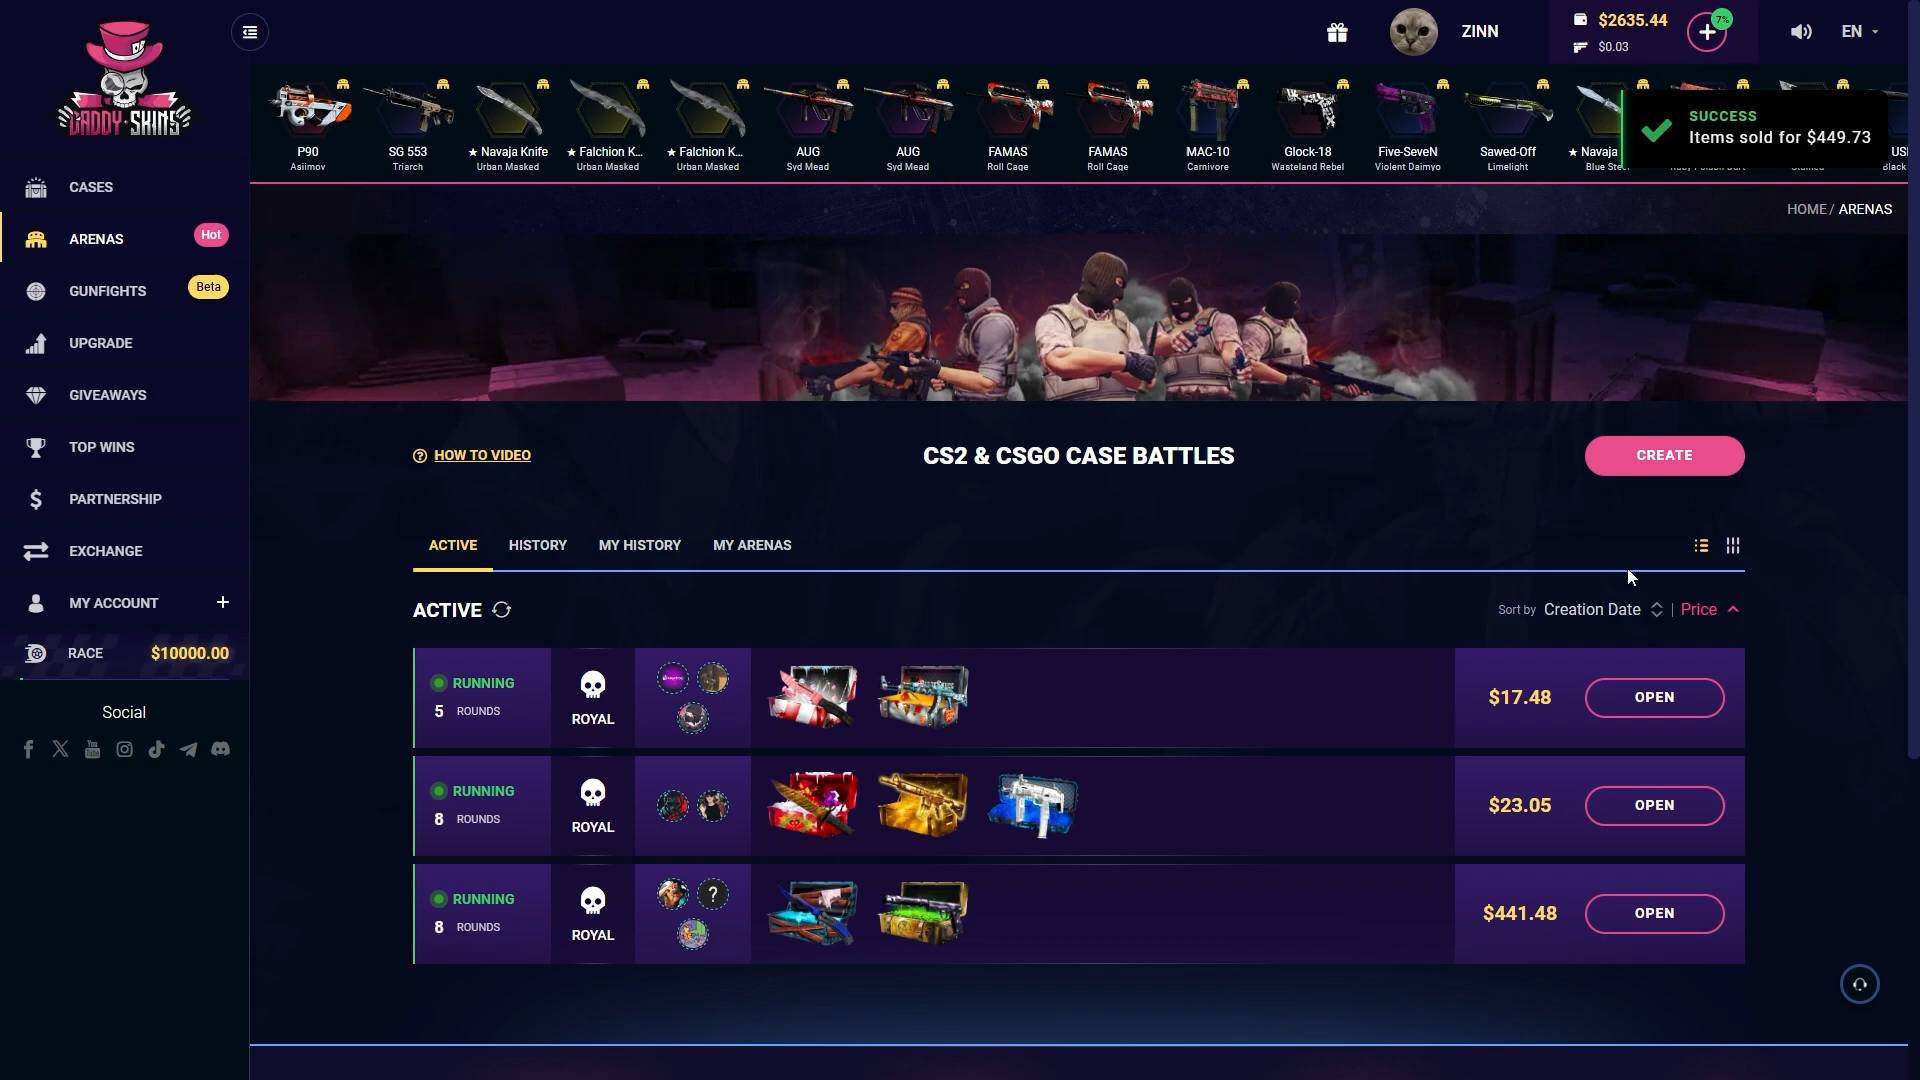 DADDY SKINS
ZINN
$2635.44
7%
$0.03
EN
P90
Asiimov
SG 553
Triarch
★ Navaja Knife
Urban Masked
★ Falchion K...
Urban Masked
★ Falchion K...
Urban Masked
AUG
Syd Mead
AUG
Syd Mead
FAMAS
Roll Cage
FAMAS
Roll Cage
MAC-10
Carnivore
Glock-18
Wasteland Rebel
Five-SeveN
Violent Daimyo
Sawed-Off
Limelight
★ Navaja
Blue Steel
SUCCESS
Items sold for $449.73
Black
HOME / ARENAS
CASES
ARENAS
Hot
GUNFIGHTS
Beta
UPGRADE
GIVEAWAYS
TOP WINS
PARTNERSHIP
EXCHANGE
MY ACCOUNT
+
RACE
$10000.00
Social
HOW TO VIDEO
CS2 & CSGO CASE BATTLES
CREATE
ACTIVE
HISTORY
MY HISTORY
MY ARENAS
ACTIVE
Sort by Creation Date | Price
RUNNING
5 ROUNDS
ROYAL
$17.48
OPEN
RUNNING
8 ROUNDS
ROYAL
$23.05
OPEN
RUNNING
8 ROUNDS
ROYAL
?
$441.48
OPEN